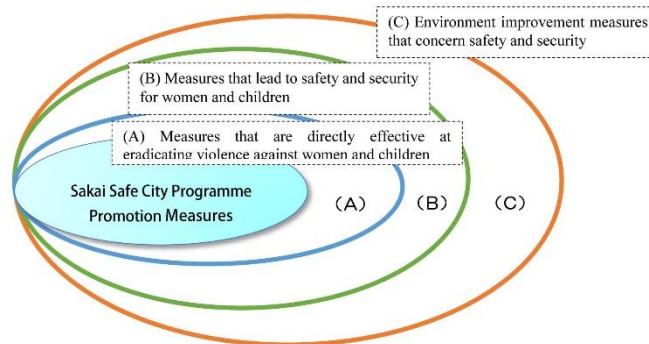 (C) Environment improvement measures
that concern safety and security
(B) Measures that lead to safety and security
for women and children
(A) Measures that are directly effective at
eradicating violence against women and children
Sakai Safe City Programme
Promotion Measures
(A)
(B)
(C)